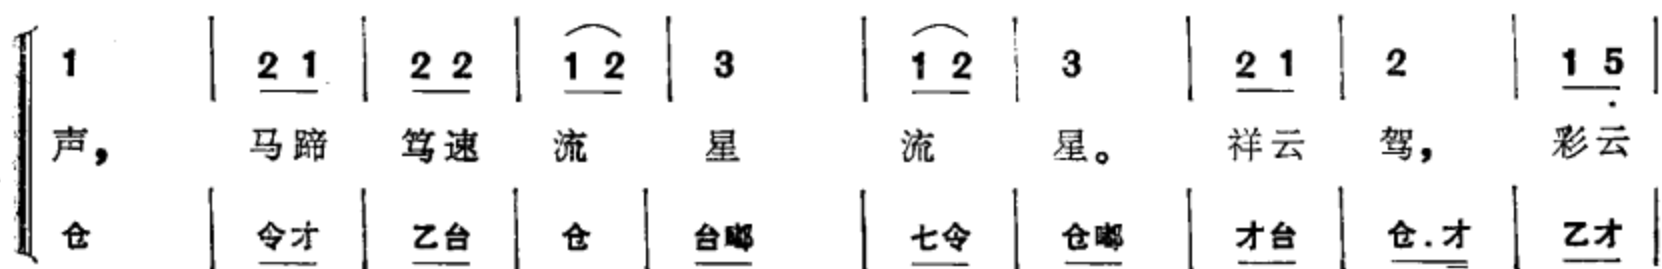 1 | 2 1 | 2 2 | 1 2 | 3 | 1 2 | 3 | 2 1 | 2 | 1 5 |
声， 马蹄 笃速 流 星 流 星。 祥云 驾， 彩云
仓 | 令才 | 乙台 | 仓 | 台嘟 | 七令 | 仓嘟 | 才台 | 仓.才 | 乙才 |